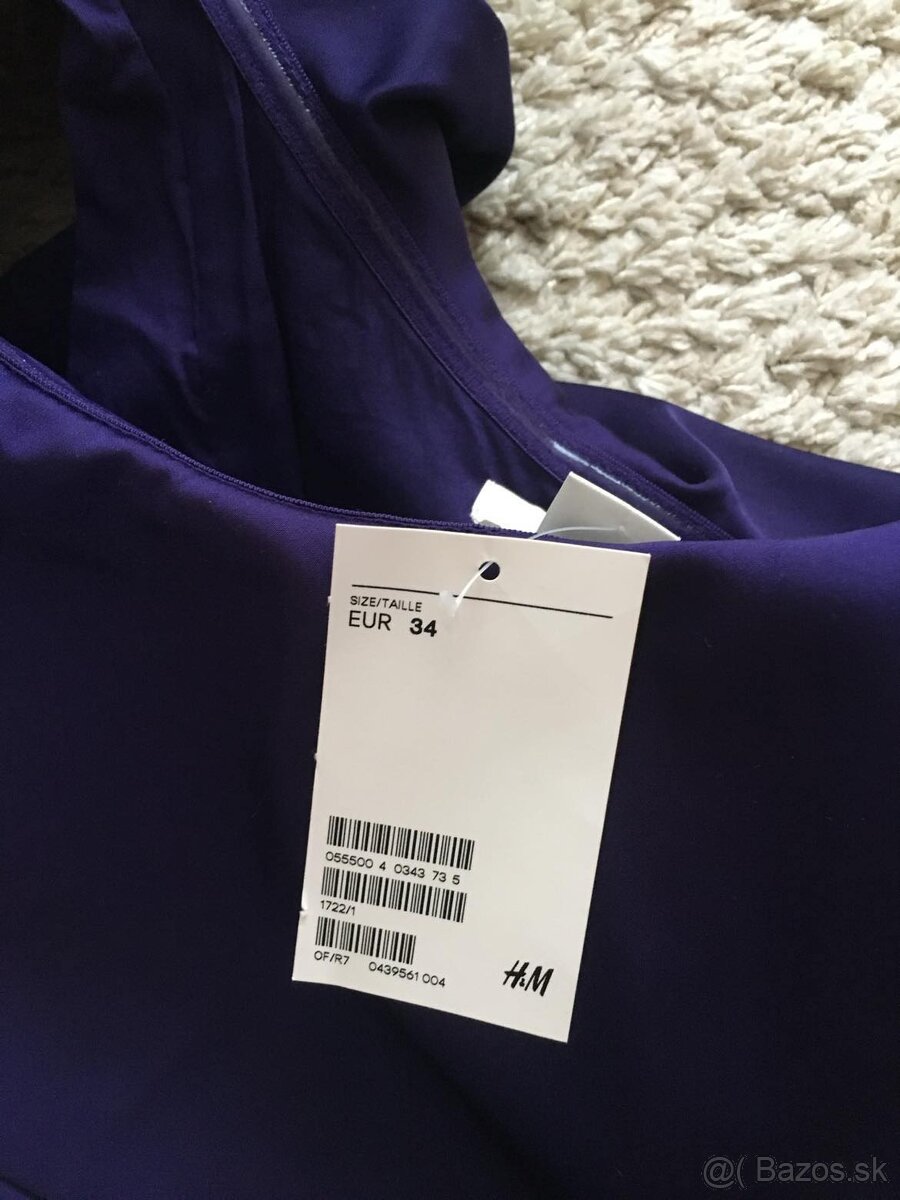 SIZE/TAILLE
EUR 34
055500 4 0343 73 5
1722/1
OF/R7 0439561 004
H&M
@( Bazos.sk